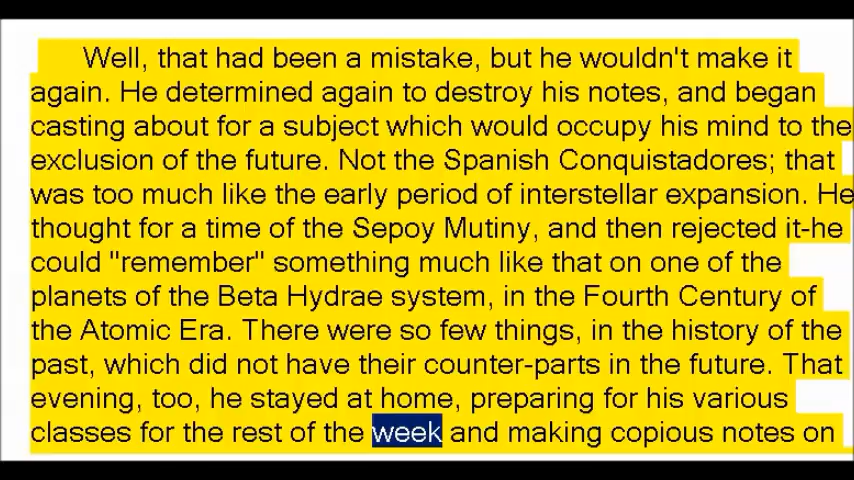 Well, that had been a mistake, but he wouldn't make it
again. He determined again to destroy his notes, and began
casting about for a subject which would occupy his mind to the
exclusion of the future. Not the Spanish Conquistadores; that
was too much like the early period of interstellar expansion. He
thought for a time of the Sepoy Mutiny, and then rejected it-he
could "remember" something much like that on one of the
planets of the Beta Hydrae system, in the Fourth Century of
the Atomic Era. There were so few things, in the history of the
past, which did not have their counter-parts in the future. That
evening, too, he stayed at home, preparing for his various
classes for the rest of the week and making copious notes on